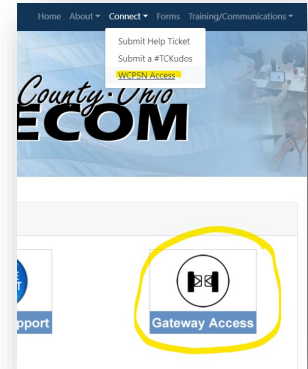 Home About Connect Forms Training/Communications
Submit Help Ticket
Submit a #TCKudos
WCPSN Access
County · Ohio
ECOM
pport
Gateway Access